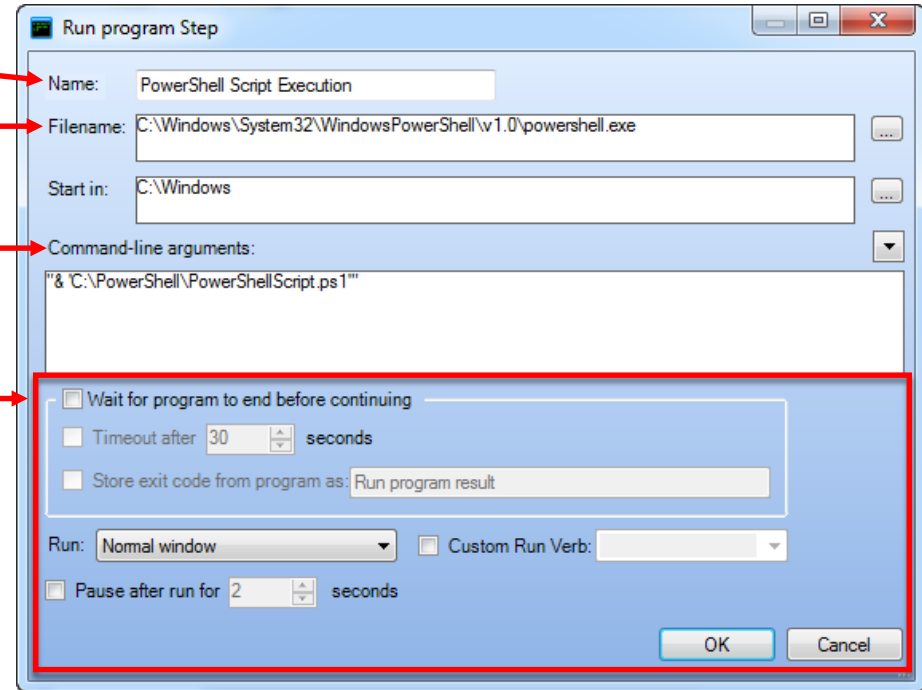 Run program Step
Name: PowerShell Script Execution
Filename: C:\Windows\System32\WindowsPowerShell\v1.0\powershell.exe ...
Start in: C:\Windows ...
Command-line arguments:
"& 'C:\PowerShell\PowerShellScript.ps1'"
Wait for program to end before continuing
Timeout after 30 seconds
Store exit code from program as: Run program result
Run: Normal window Custom Run Verb:
Pause after run for 2 seconds
OK Cancel